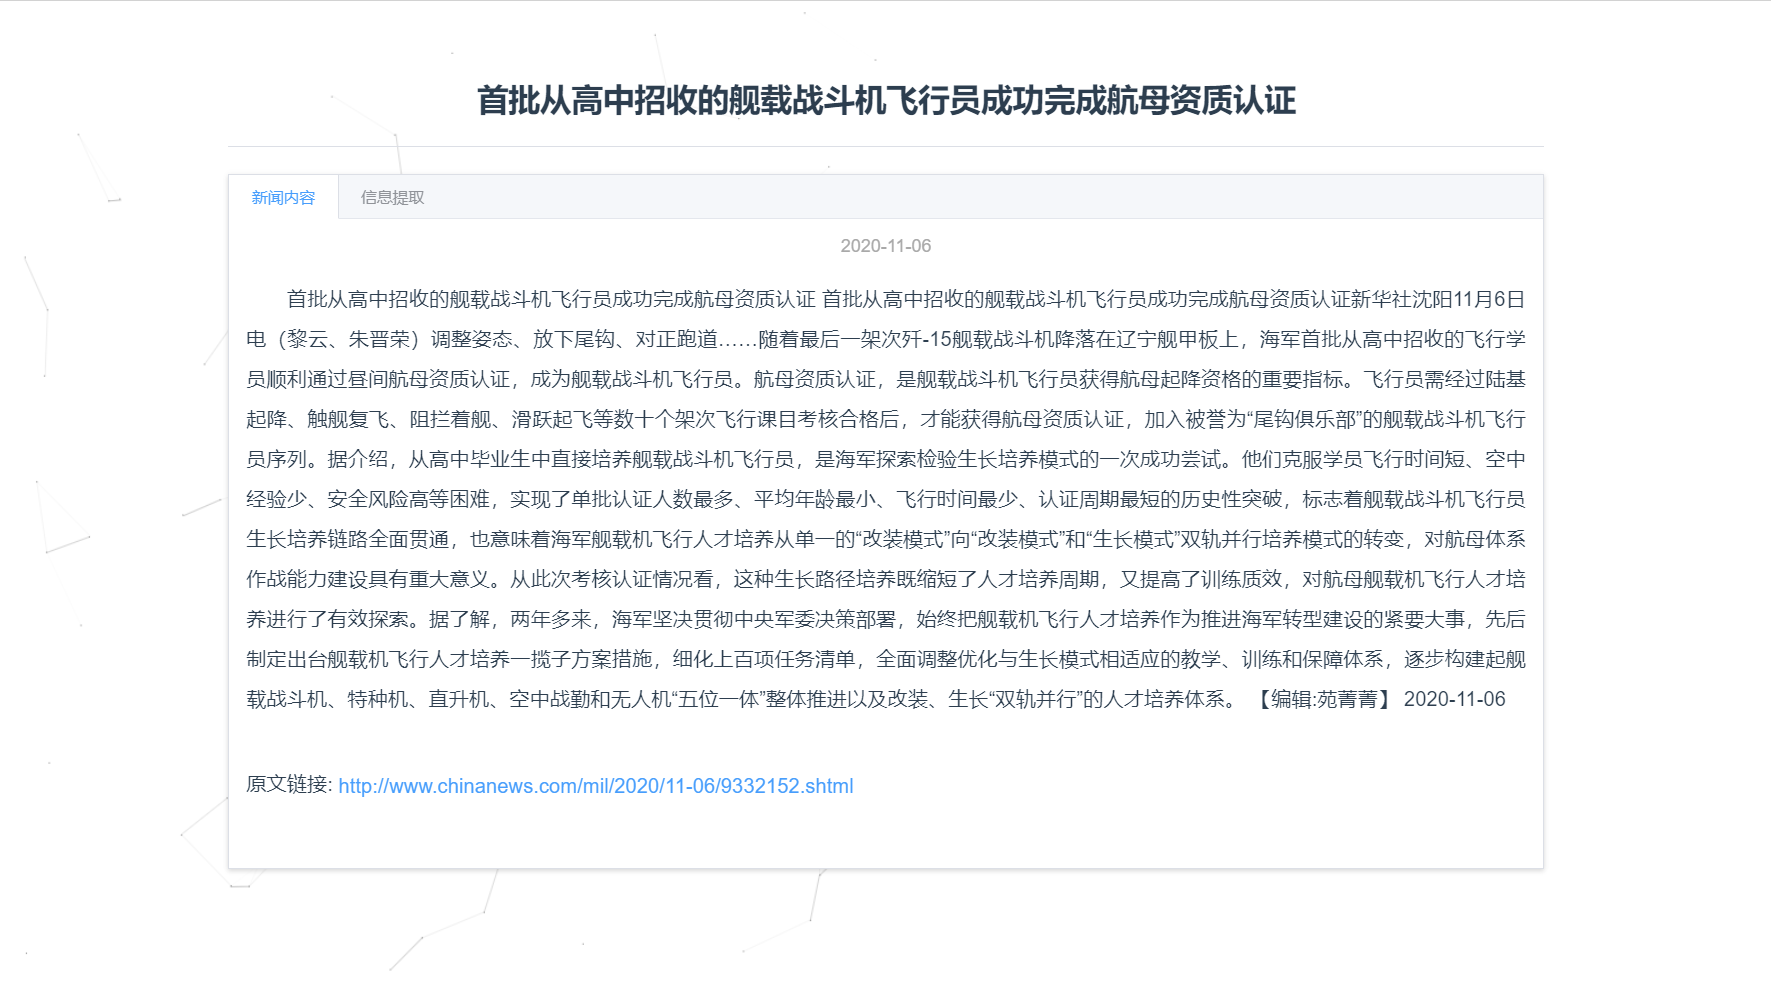 首批从高中招收的舰载战斗机飞行员成功完成航母资质认证
新闻内容
信息提取
2020-11-06
首批从高中招收的舰载战斗机飞行员成功完成航母资质认证 首批从高中招收的舰载战斗机飞行员成功完成航母资质认证新华社沈阳11月6日
电（黎云、朱晋荣）调整姿态、放下尾钩、对正跑道……随着最后一架次歼-15舰载战斗机降落在辽宁舰甲板上，海军首批从高中招收的飞行学
员顺利通过昼间航母资质认证，成为舰载战斗机飞行员。航母资质认证，是舰载战斗机飞行员获得航母起降资格的重要指标。飞行员需经过陆基
起降、触舰复飞、阻拦着舰、滑跃起飞等数十个架次飞行课目考核合格后，才能获得航母资质认证，加入被誉为“尾钩俱乐部”的舰载战斗机飞行
员序列。据介绍，从高中毕业生中直接培养舰载战斗机飞行员，是海军探索检验生长培养模式的一次成功尝试。他们克服学员飞行时间短、空中
经验少、安全风险高等困难，实现了单批认证人数最多、平均年龄最小、飞行时间最少、认证周期最短的历史性突破，标志着舰载战斗机飞行员
生长培养链路全面贯通，也意味着海军舰载机飞行人才培养从单一的“改装模式”向“改装模式”和“生长模式”双轨并行培养模式的转变，对航母体系
作战能力建设具有重大意义。从此次考核认证情况看，这种生长路径培养既缩短了人才培养周期，又提高了训练质效，对航母舰载机飞行人才培
养进行了有效探索。据了解，两年多来，海军坚决贯彻中央军委决策部署，始终把舰载机飞行人才培养作为推进海军转型建设的紧要大事，先后
制定出台舰载机飞行人才培养一揽子方案措施，细化上百项任务清单，全面调整优化与生长模式相适应的教学、训练和保障体系，逐步构建起舰
载战斗机、特种机、直升机、空中战勤和无人机“五位一体”整体推进以及改装、生长“双轨并行”的人才培养体系。 【编辑:苑菁菁】 2020-11-06
原文链接: http://www.chinanews.com/mil/2020/11-06/9332152.shtml